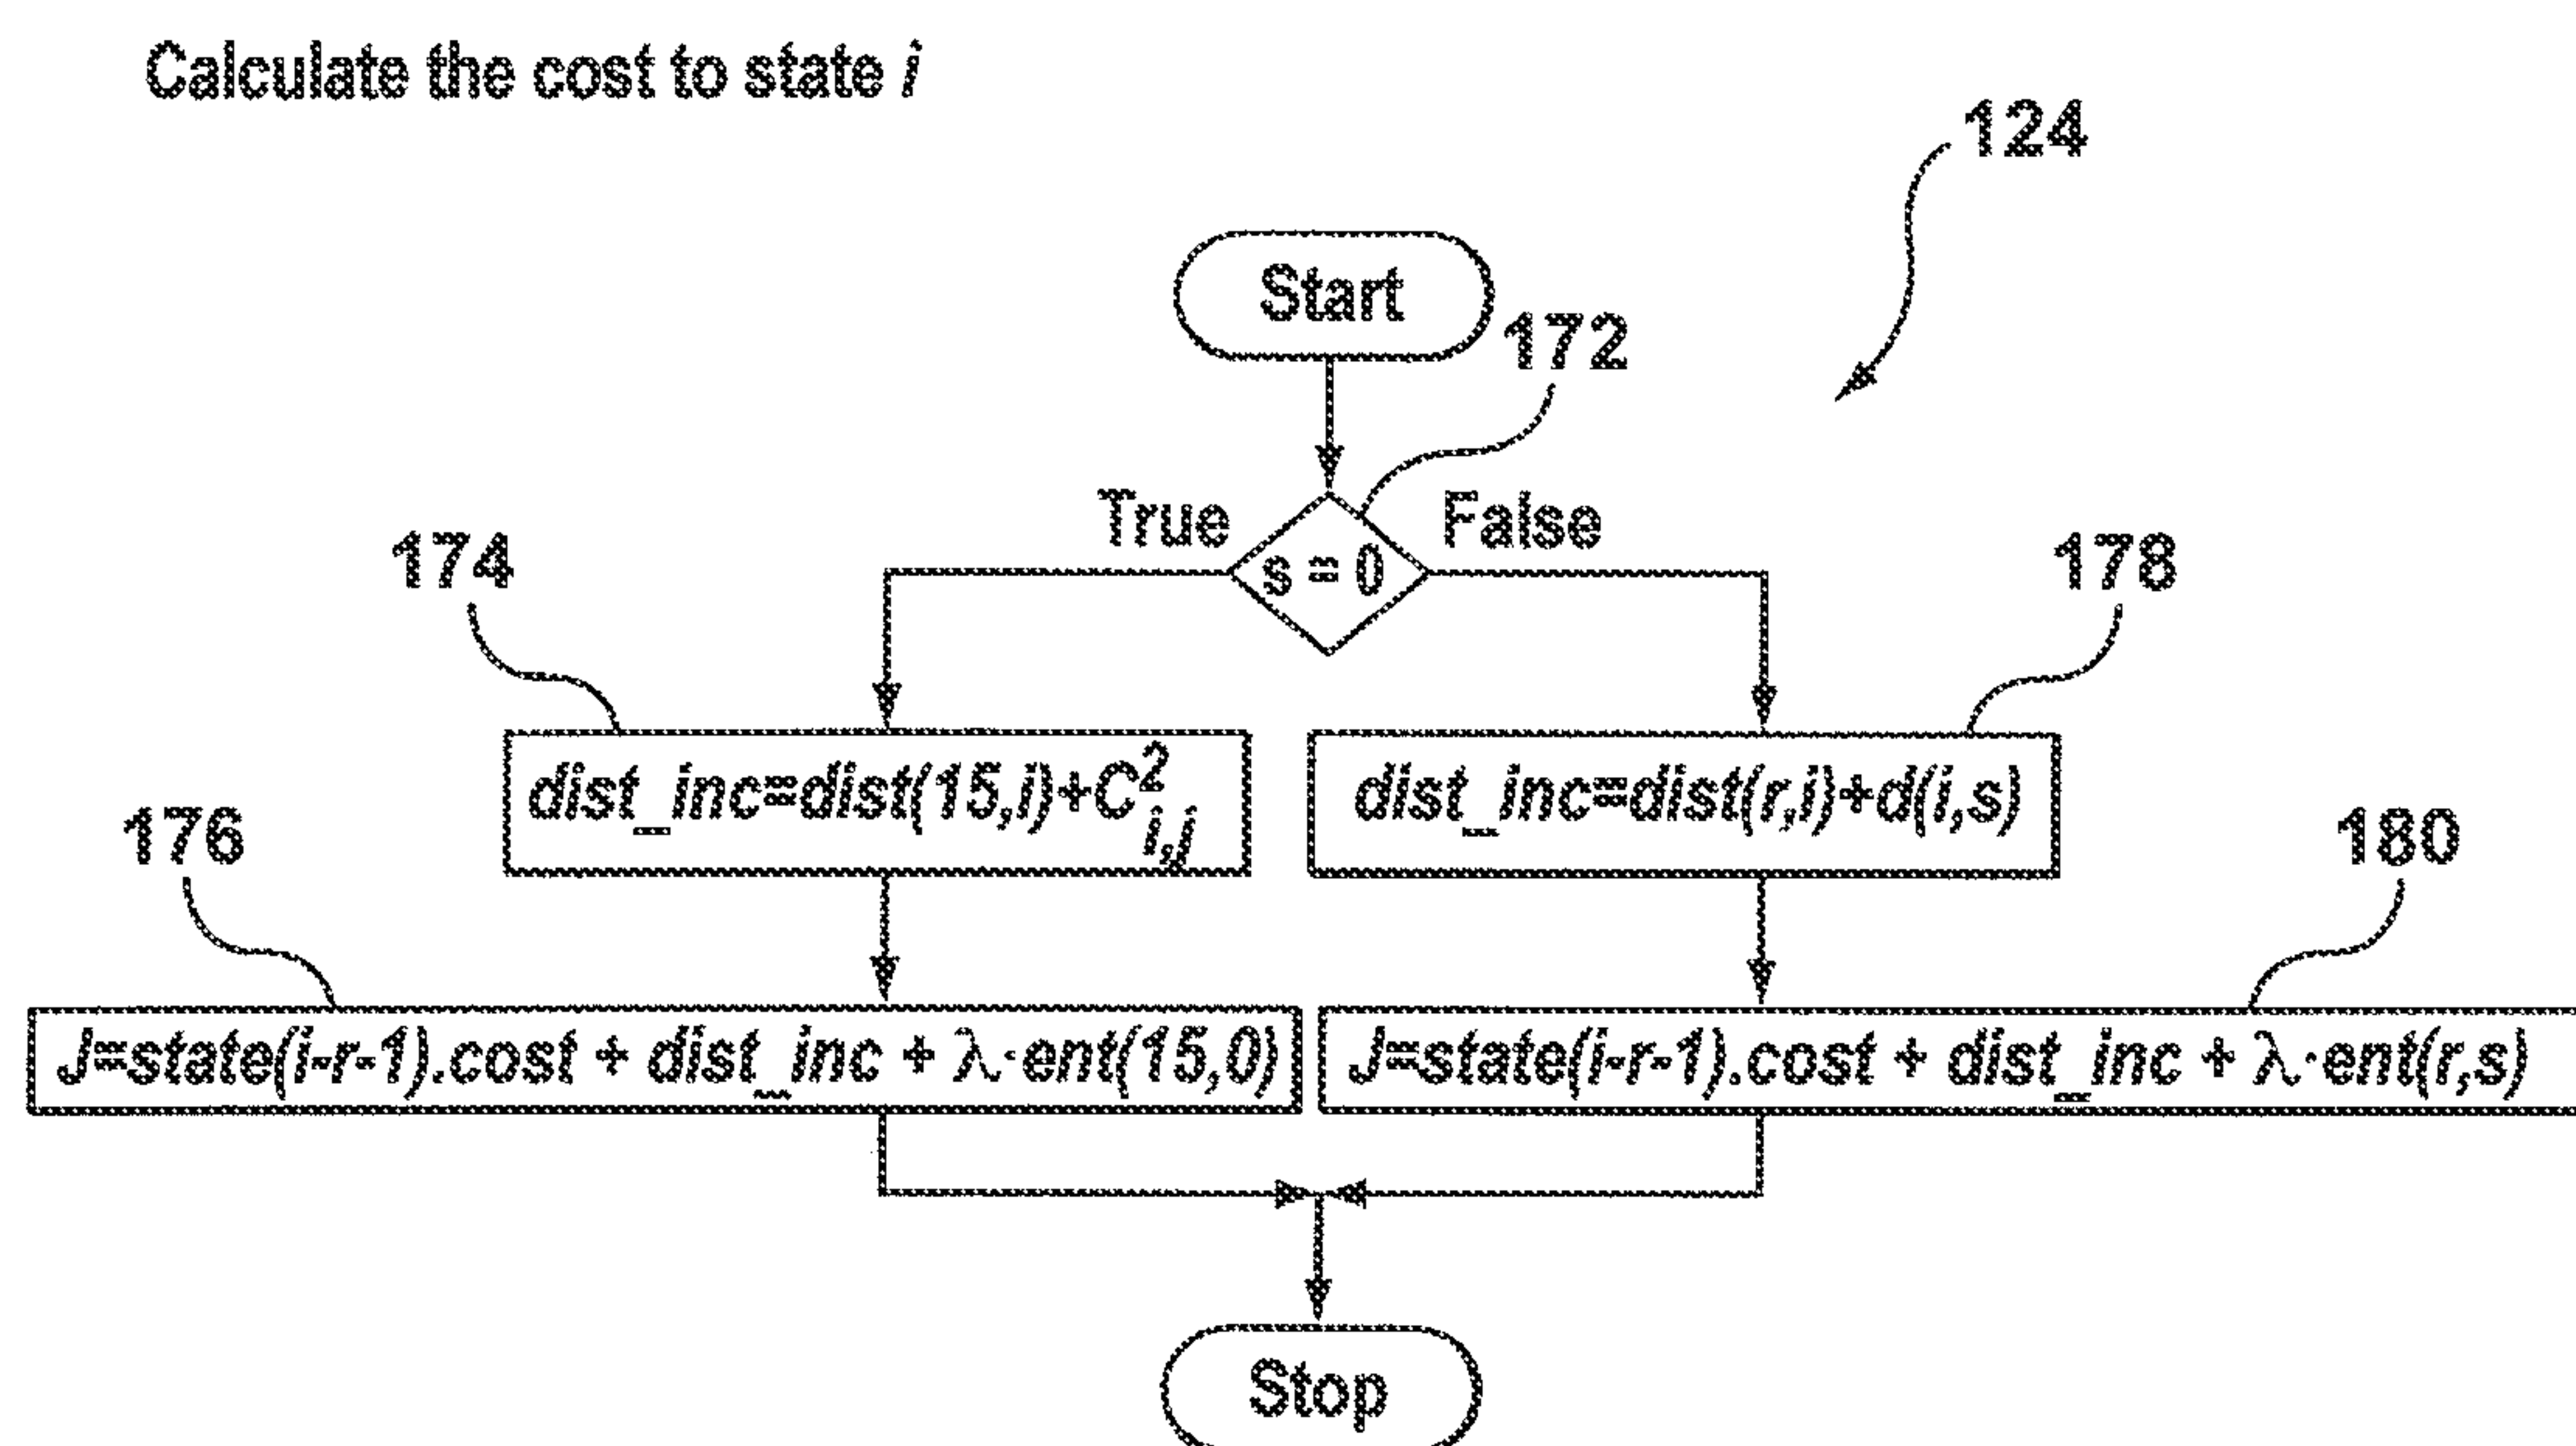 Calculate the cost to state i
124
Start
172
True
False
s = 0
174
178
dist_inc=dist(15,i)+C²i,j
dist_inc=dist(r,i)+d(i,s)
176
180
J=state(i-r-1).cost + dist_inc + λ·ent(15,0)
J=state(i-r-1).cost + dist_inc + λ·ent(r,s)
Stop